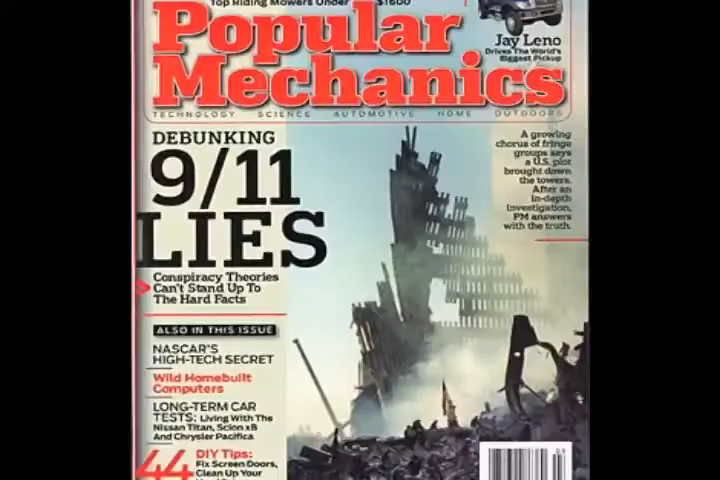 Top Riding Mowers Under $1600
Popular
Mechanics
TECHNOLOGY SCIENCE AUTOMOTIVE HOME OUTDOORS
Jay Leno
Drives The World's
Biggest Pickup
DEBUNKING
9/11
LIES
Conspiracy Theories
Can't Stand Up To
The Hard Facts
A growing
chorus of fringe
groups says
a U.S. plot
brought down
the towers.
After an
in-depth
investigation,
PM answers
with the truth.
ALSO IN THIS ISSUE
NASCAR'S
HIGH-TECH SECRET
Wild Homebuilt
Computers
LONG-TERM CAR
TESTS: Living With The
Nissan Titan, Scion xB
And Chrysler Pacifica
44 DIY Tips:
Fix Screen Doors,
Clean Up Your